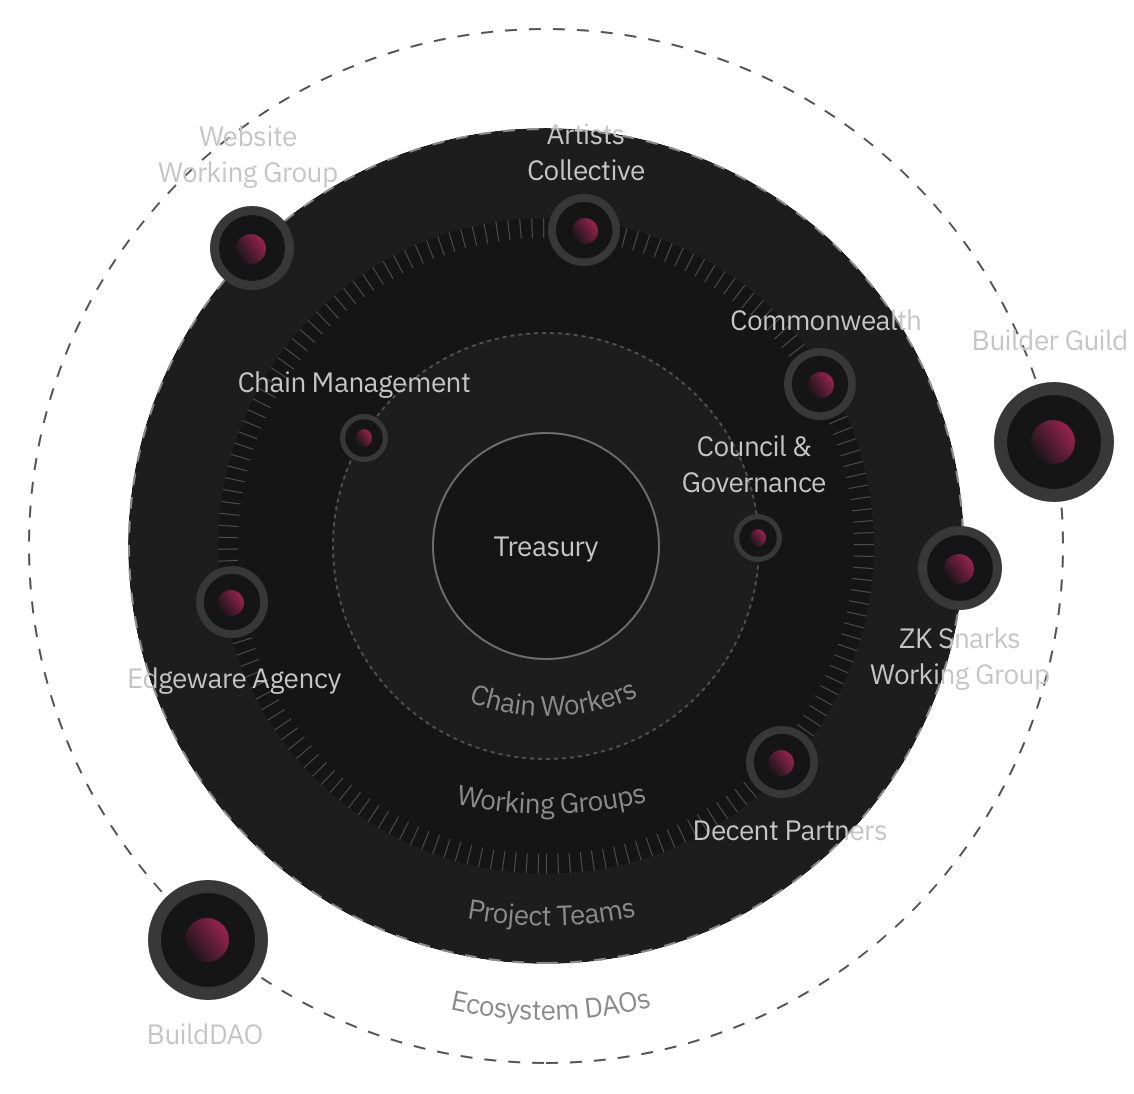 Website
Working Group
Artists
Collective
Commonwealth
Builder Guild
Chain Management
Council &
Governance
Treasury
ZK Snarks
Working Group
Edgeware Agency
Chain Workers
Working Groups
Decent Partners
Project Teams
Ecosystem DAOs
BuildDAO